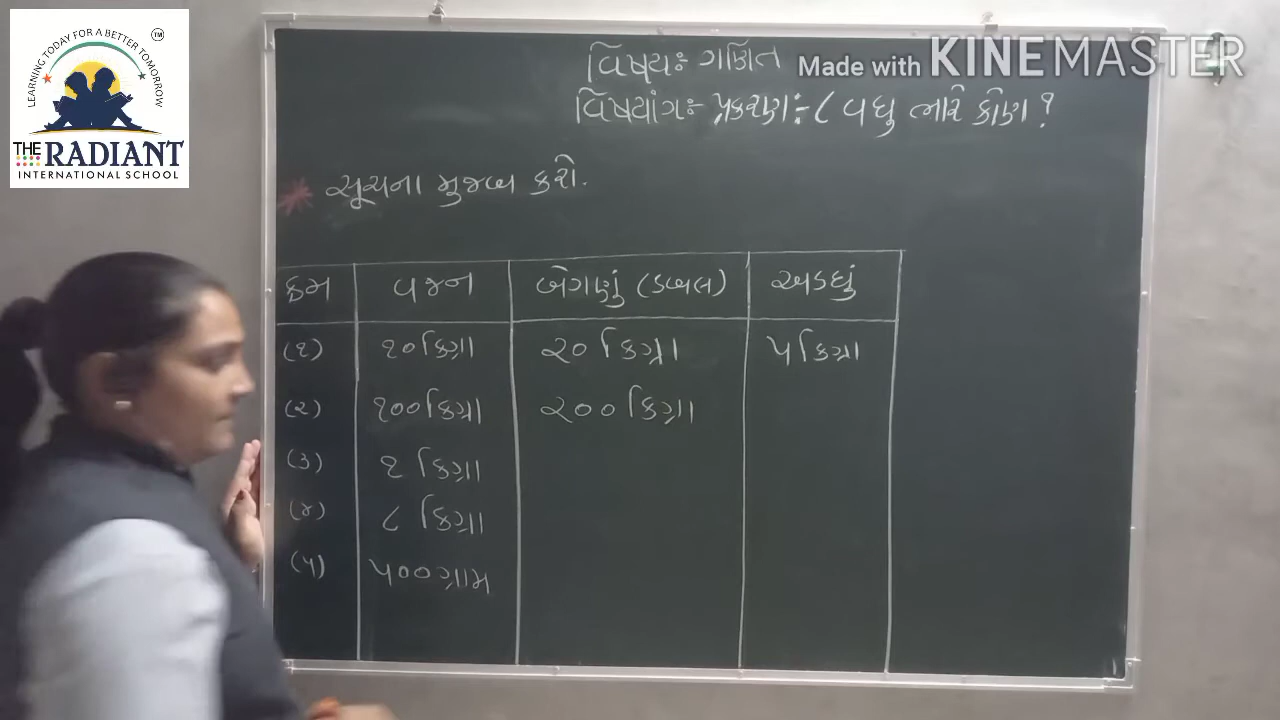 LEARNING TODAY FOR A BETTER TOMORROW
TM
THE RADIANT
INTERNATIONAL SCHOOL
Made with KINEMASTER
વિષય:- ગણિત
વિષયાંગ:- પ્રકરણ:-૮ વધુ ભારે કોણ ?
સૂચના મુજબ કરો.
ક્રમ વજન બેગણું (ડબલ) અડધું
(૧) ૧૦ કિગ્રા ૨૦ કિગ્રા ૫ કિગ્રા
(૨) ૧૦૦ કિગ્રા ૨૦૦ કિગ્રા
(૩) ૧ કિગ્રા
(૪) ૮ કિગ્રા
(૫) ૫૦૦ ગ્રામ